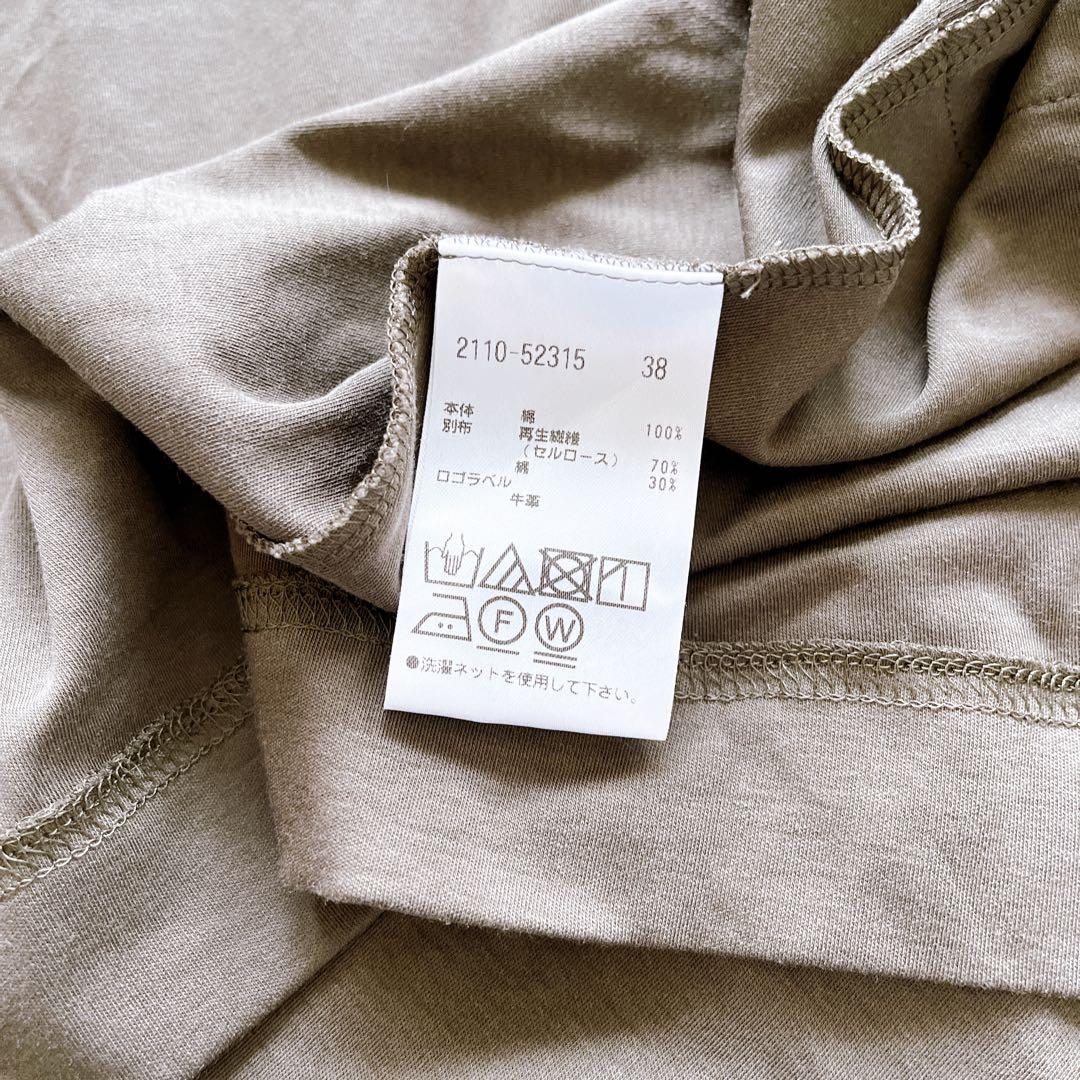 2110-52315 38
本体 綿 100%
別布 再生繊維
(セルロース) 70%
綿 30%
ロゴラベル
牛革
F W
●洗濯ネットを使用して下さい。